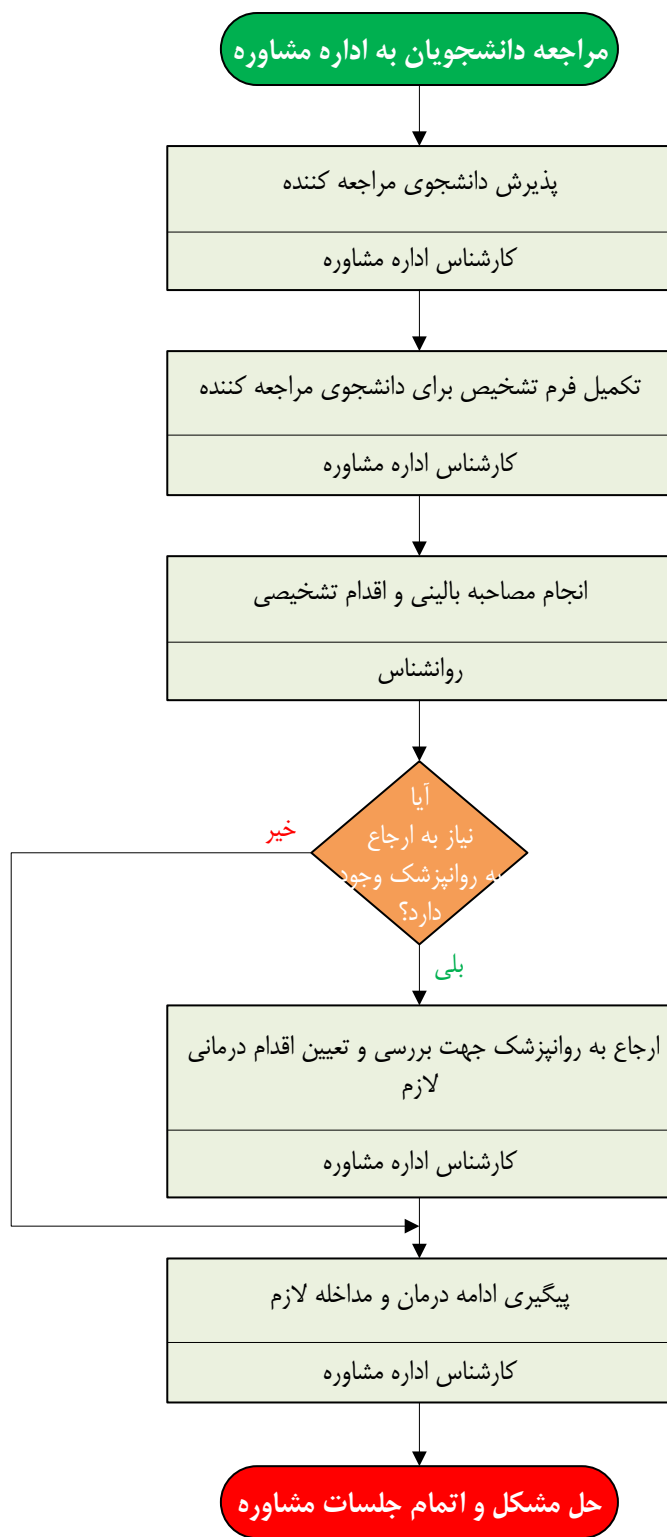 مراجعه دانشجویان به اداره مشاوره
پذیرش دانشجوی مراجعه کننده
کارشناس اداره مشاوره
تکمیل فرم تشخیص برای دانشجوی مراجعه کننده
کارشناس اداره مشاوره
انجام مصاحبه بالینی و اقدام تشخیصی
روانشناس
آیا
نیاز به ارجاع
به روانپزشک وجود
دارد؟
خیر
بلی
ارجاع به روانپزشک جهت بررسی و تعیین اقدام درمانی
لازم
کارشناس اداره مشاوره
پیگیری ادامه درمان و مداخله لازم
کارشناس اداره مشاوره
حل مشکل و اتمام جلسات مشاوره